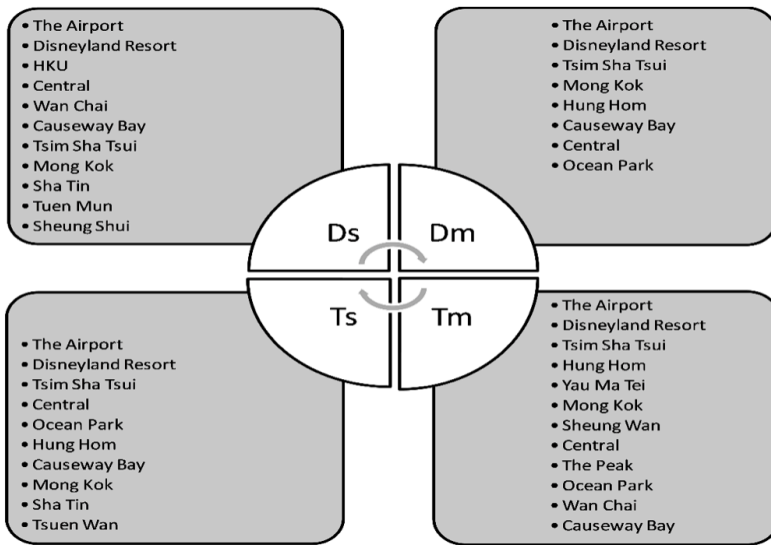 • The Airport
• Disneyland Resort
• HKU
• Central
• Wan Chai
• Causeway Bay
• Tsim Sha Tsui
• Mong Kok
• Sha Tin
• Tuen Mun
• Sheung Shui
• The Airport
• Disneyland Resort
• Tsim Sha Tsui
• Mong Kok
• Hung Hom
• Causeway Bay
• Central
• Ocean Park
Ds
Dm
Ts
Tm
• The Airport
• Disneyland Resort
• Tsim Sha Tsui
• Central
• Ocean Park
• Hung Hom
• Causeway Bay
• Mong Kok
• Sha Tin
• Tsuen Wan
• The Airport
• Disneyland Resort
• Tsim Sha Tsui
• Hung Hom
• Yau Ma Tei
• Mong Kok
• Sheung Wan
• Central
• The Peak
• Ocean Park
• Wan Chai
• Causeway Bay